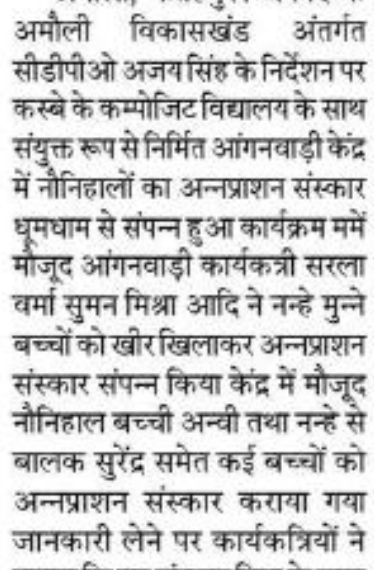 अमौली विकासखंड अंतर्गत
सीडीपीओ अजय सिंह के निर्देशन पर
कस्बे के कम्पोजिट विद्यालय के साथ
संयुक्त रूप से निर्मित आंगनवाड़ी केंद्र
में नौनिहालों का अन्नप्राशन संस्कार
धूमधाम से संपन्न हुआ कार्यक्रम ममें
मौजूद आंगनवाड़ी कार्यकत्री सरला
वर्मा सुमन मिश्रा आदि ने नन्हे मुन्ने
बच्चों को खीर खिलाकर अन्नप्राशन
संस्कार संपन्न किया केंद्र में मौजूद
नौनिहाल बच्ची अन्वी तथा नन्हे से
बालक सुरेंद्र समेत कई बच्चों को
अन्नप्राशन संस्कार कराया गया
जानकारी लेने पर कार्यकत्रियों ने